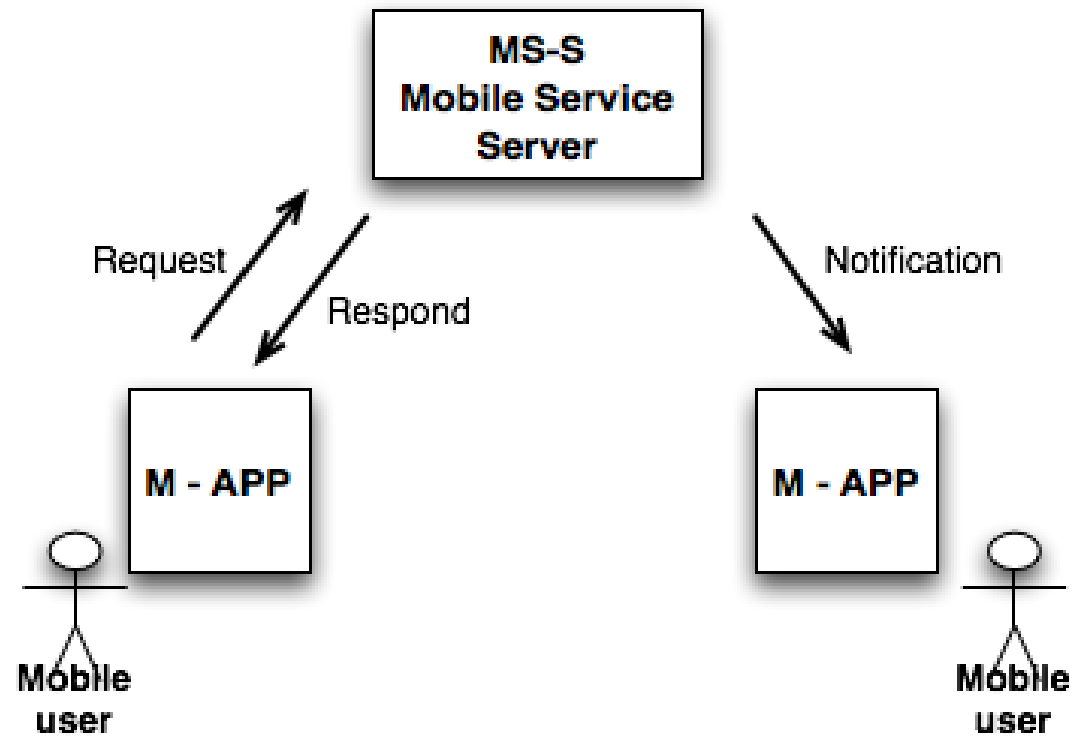 MS-S
Mobile Service
Server
Request
Respond
Notification
M - APP
M - APP
Mobile
user
Mobile
user